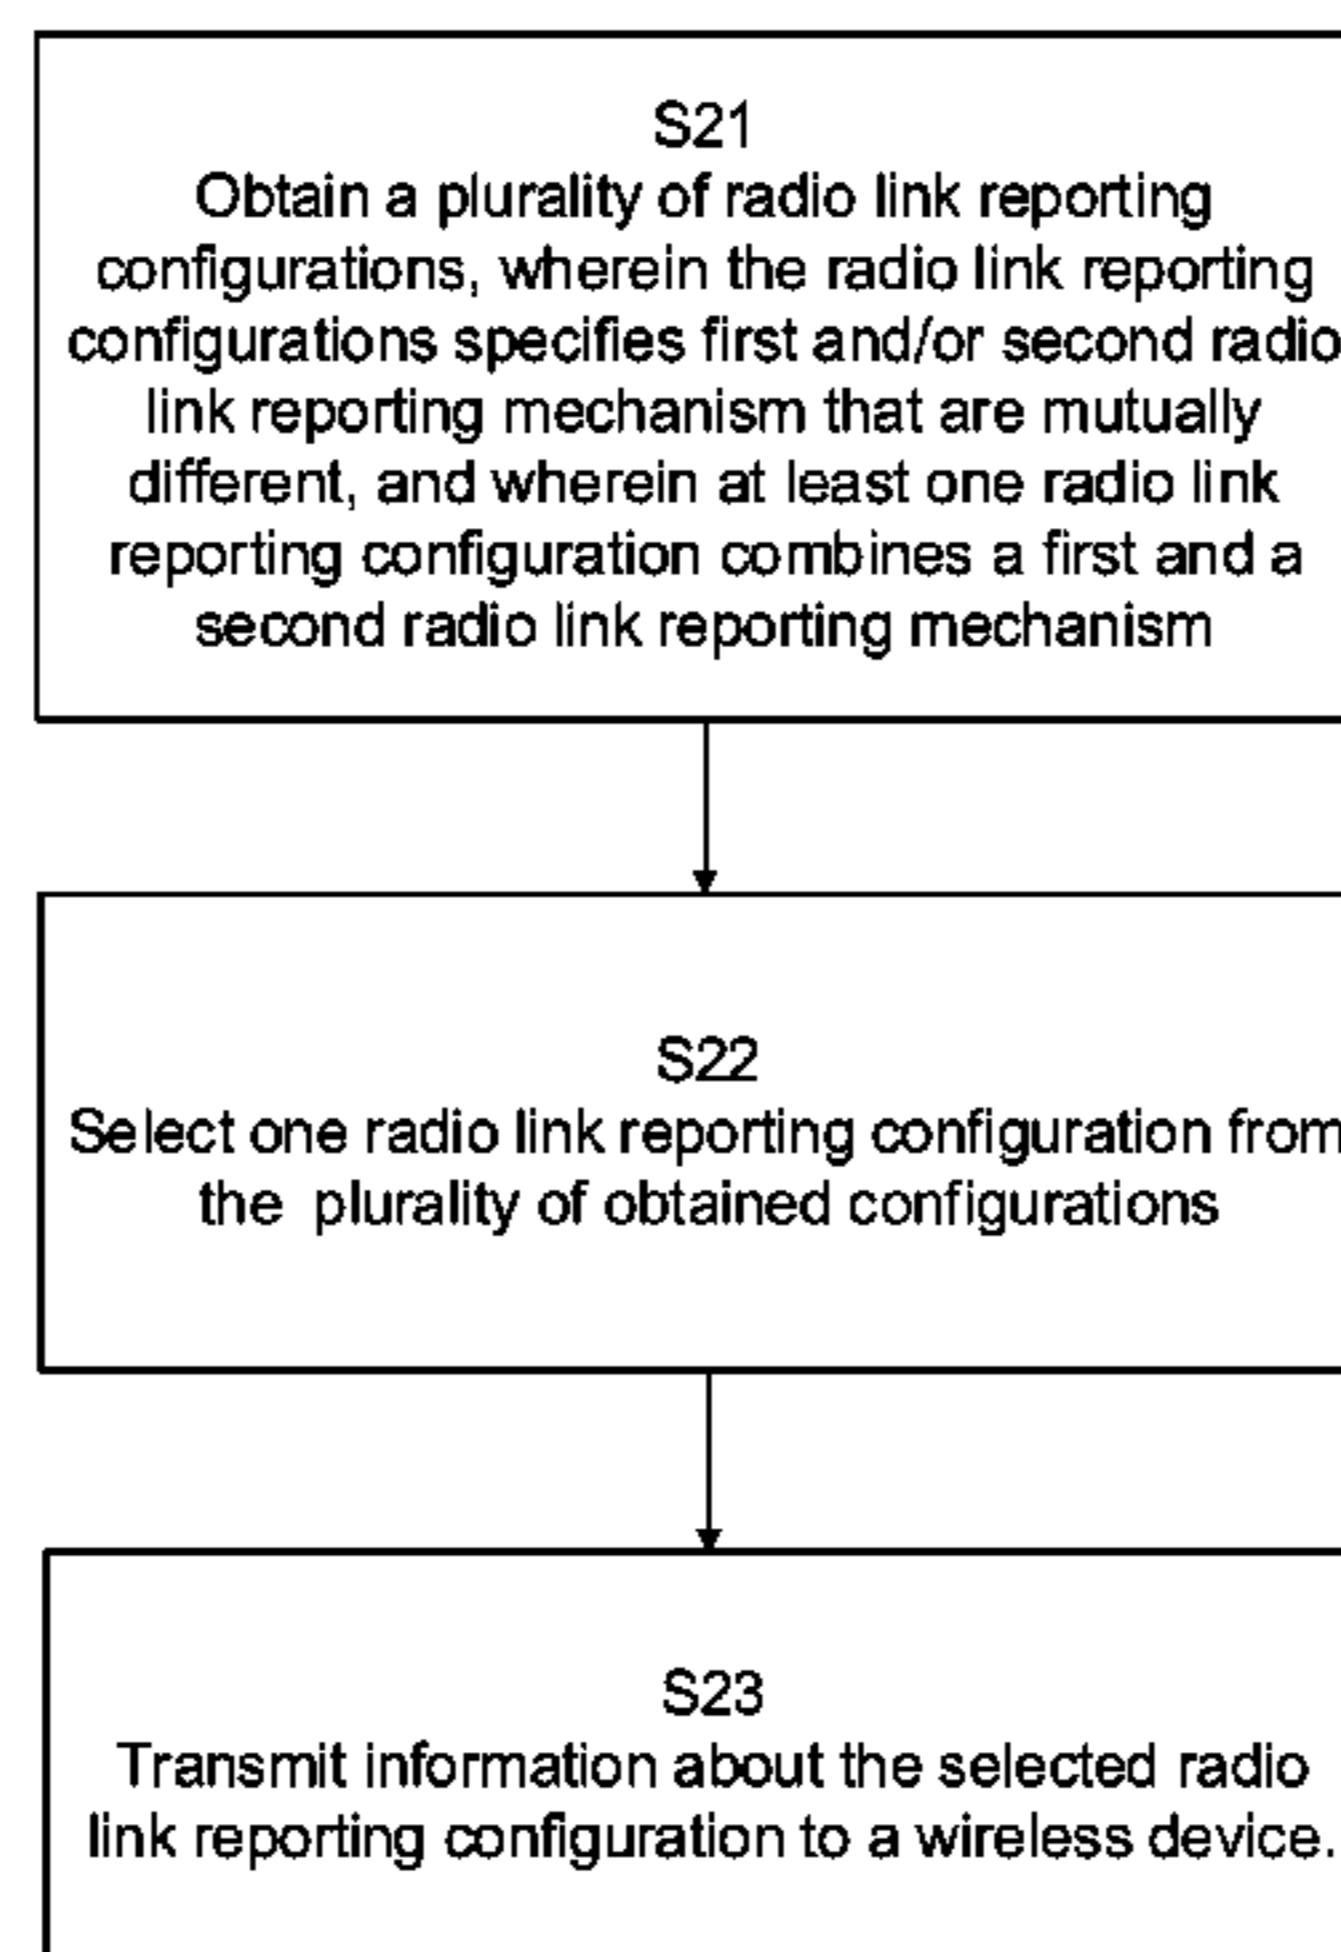 S21
Obtain a plurality of radio link reporting
configurations, wherein the radio link reporting
configurations specifies first and/or second radio
link reporting mechanism that are mutually
different, and wherein at least one radio link
reporting configuration combines a first and a
second radio link reporting mechanism
S22
Select one radio link reporting configuration from
the plurality of obtained configurations
S23
Transmit information about the selected radio
link reporting configuration to a wireless device.